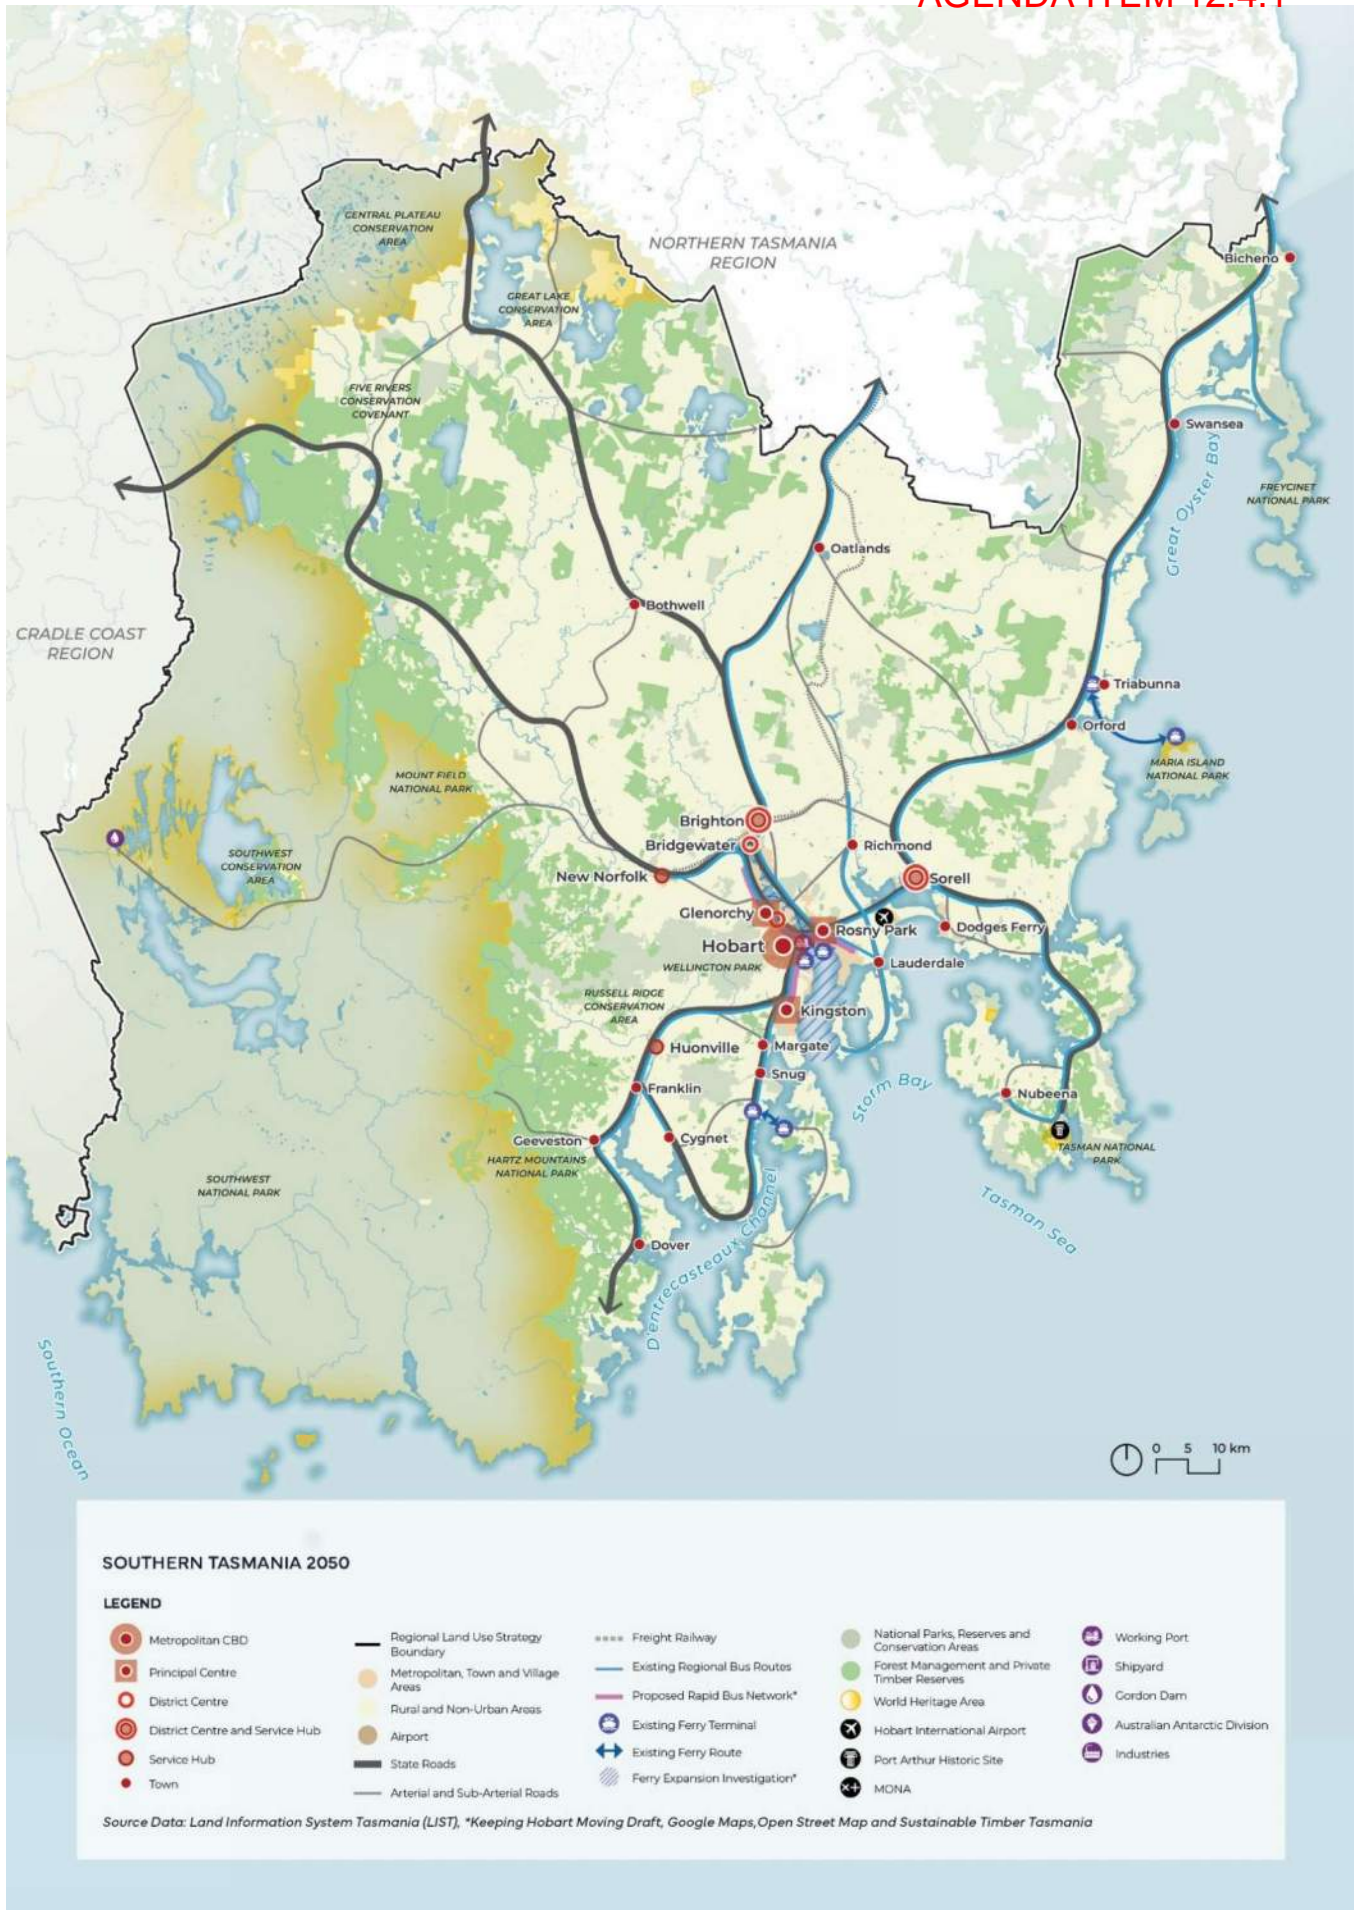 AGENDA ITEM 12.4.1
CENTRAL PLATEAU
CONSERVATION
AREA
NORTHERN TASMANIA
REGION
Bicheno
GREAT LAKE
CONSERVATION
AREA
FIVE RIVERS
CONSERVATION
COVENANT
Swansea
Great Oyster Bay
FREYCINET
NATIONAL PARK
Oatlands
Bothwell
CRADLE COAST
REGION
Triabunna
Orford
MARIA ISLAND
NATIONAL PARK
MOUNT FIELD
NATIONAL PARK
Brighton
Bridgewater
Richmond
SOUTHWEST
CONSERVATION
AREA
New Norfolk
Sorell
Glenorchy
Rosny Park
Dodges Ferry
Hobart
WELLINGTON PARK
Lauderdale
RUSSELL RIDGE
CONSERVATION
AREA
Kingston
Huonville
Margate
Snug
Storm Bay
Franklin
Nubeena
Geeveston
Cygnet
HARTZ MOUNTAINS
NATIONAL PARK
TASMAN NATIONAL
PARK
SOUTHWEST
NATIONAL PARK
Tasman Sea
Dover
D'entrecasteaux Channel
Southern Ocean
0 5 10 km
SOUTHERN TASMANIA 2050
LEGEND
Metropolitan CBD
Principal Centre
District Centre
District Centre and Service Hub
Service Hub
Town
Regional Land Use Strategy
Boundary
Metropolitan, Town and Village
Areas
Rural and Non-Urban Areas
Airport
State Roads
Arterial and Sub-Arterial Roads
Freight Railway
Existing Regional Bus Routes
Proposed Rapid Bus Network*
Existing Ferry Terminal
Existing Ferry Route
Ferry Expansion Investigation*
National Parks, Reserves and
Conservation Areas
Forest Management and Private
Timber Reserves
World Heritage Area
Hobart International Airport
Port Arthur Historic Site
MONA
Working Port
Shipyard
Gordon Dam
Australian Antarctic Division
Industries
Source Data: Land Information System Tasmania (LIST), *Keeping Hobart Moving Draft, Google Maps,Open Street Map and Sustainable Timber Tasmania